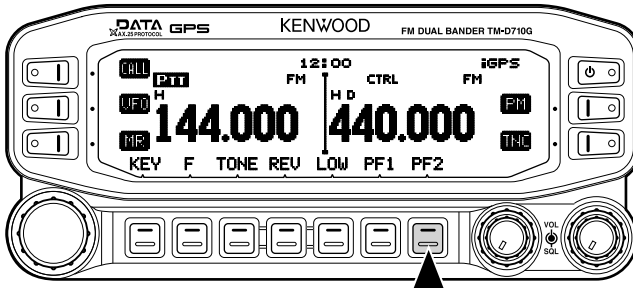 DATA GPS KENWOOD FM DUAL BANDER TM-D710G
AX.25 PROTOCOL
CALL 12:00 iGPS
PTT FM CTRL FM
VFO H H D PM
MR 144.000 440.000 TNC
KEY F TONE REV LOW PF1 PF2
VOL
SQL